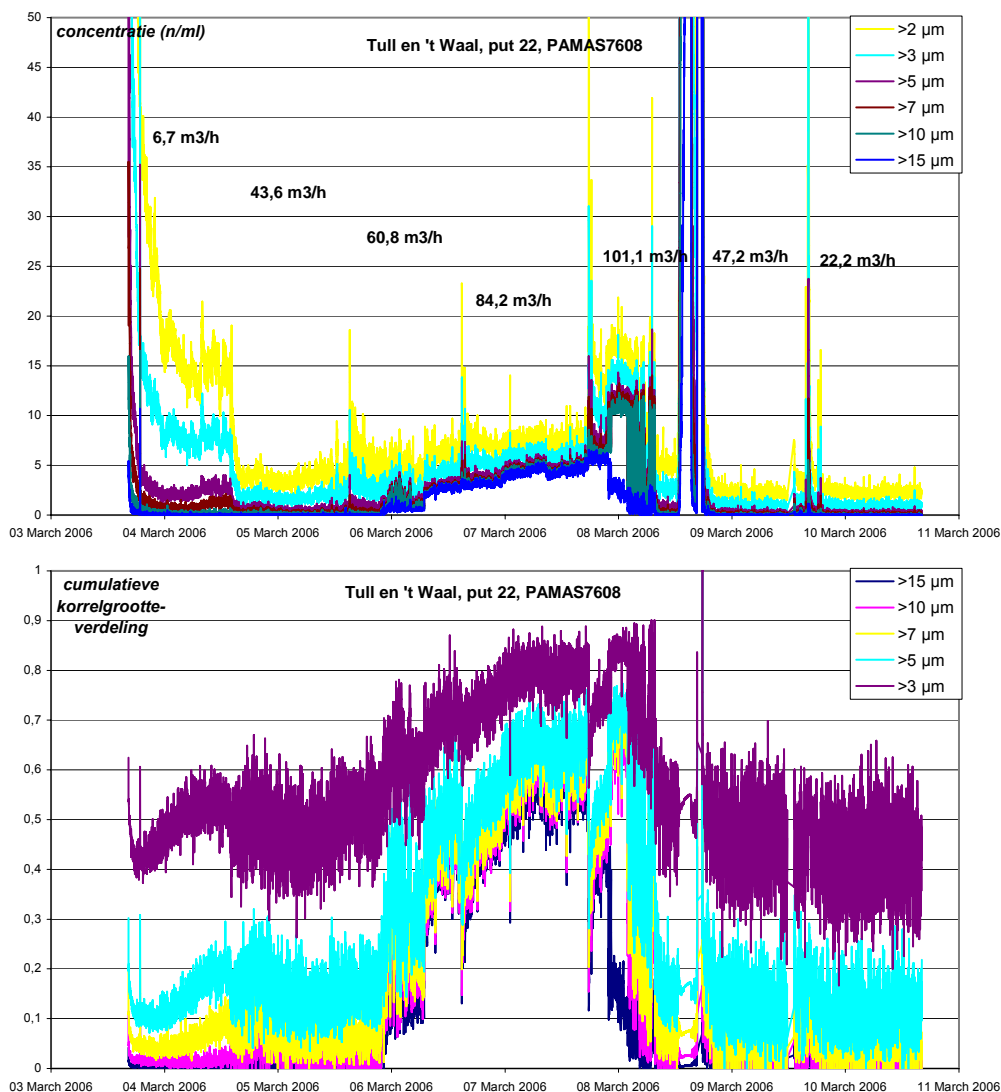 concentratie (n/ml)
Tull en 't Waal, put 22, PAMAS7608
50
45
40
35
30
25
20
15
10
5
0
6,7 m3/h
43,6 m3/h
60,8 m3/h
84,2 m3/h
101,1 m3/h
47,2 m3/h
22,2 m3/h
>2 µm
>3 µm
>5 µm
>7 µm
>10 µm
>15 µm
03 March 2006 04 March 2006 05 March 2006 06 March 2006 07 March 2006 08 March 2006 09 March 2006 10 March 2006 11 March 2006
cumulatieve
korrelgrootte-
verdeling
Tull en 't Waal, put 22, PAMAS7608
1
0,9
0,8
0,7
0,6
0,5
0,4
0,3
0,2
0,1
0
>15 µm
>10 µm
>7 µm
>5 µm
>3 µm
03 March 2006 04 March 2006 05 March 2006 06 March 2006 07 March 2006 08 March 2006 09 March 2006 10 March 2006 11 March 2006